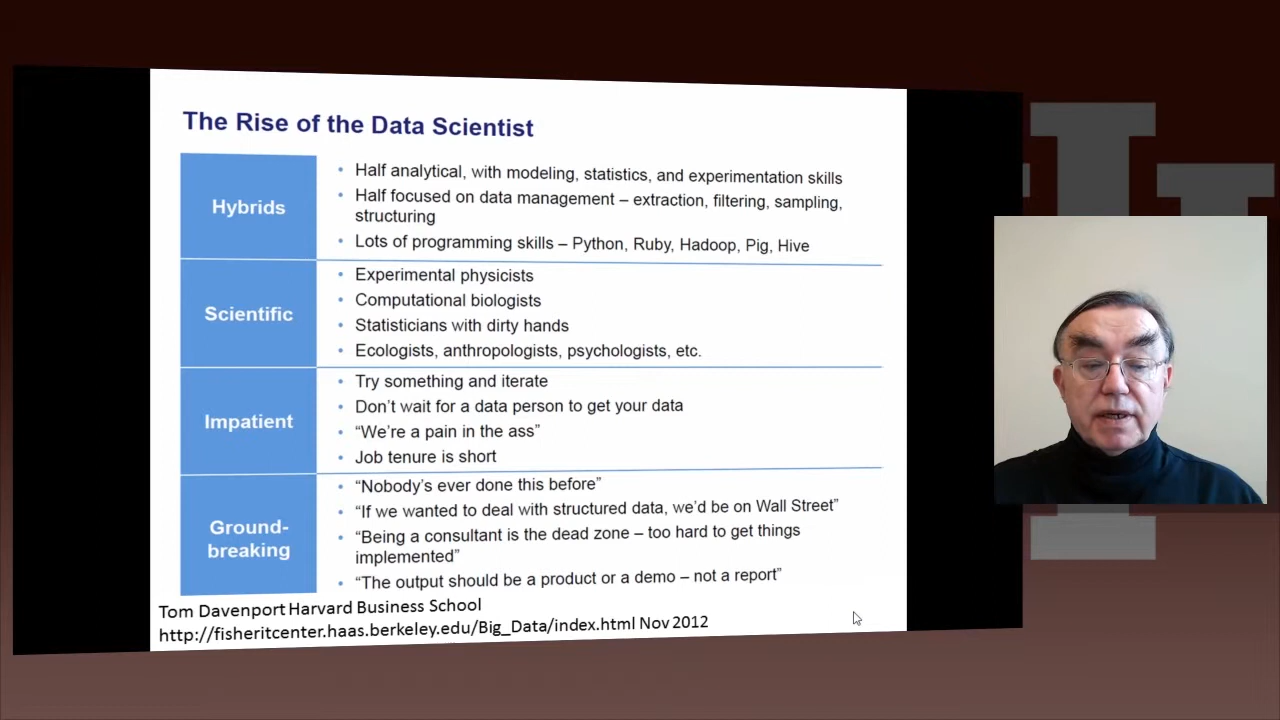 The Rise of the Data Scientist
Hybrids
• Half analytical, with modeling, statistics, and experimentation skills
• Half focused on data management – extraction, filtering, sampling,
structuring
• Lots of programming skills – Python, Ruby, Hadoop, Pig, Hive
Scientific
• Experimental physicists
• Computational biologists
• Statisticians with dirty hands
• Ecologists, anthropologists, psychologists, etc.
Impatient
• Try something and iterate
• Don't wait for a data person to get your data
• “We're a pain in the ass”
• Job tenure is short
Ground-
breaking
• “Nobody's ever done this before”
• “If we wanted to deal with structured data, we'd be on Wall Street”
• “Being a consultant is the dead zone – too hard to get things
implemented”
• “The output should be a product or a demo – not a report”
Tom Davenport Harvard Business School
http://fisheritcenter.haas.berkeley.edu/Big_Data/index.html Nov 2012